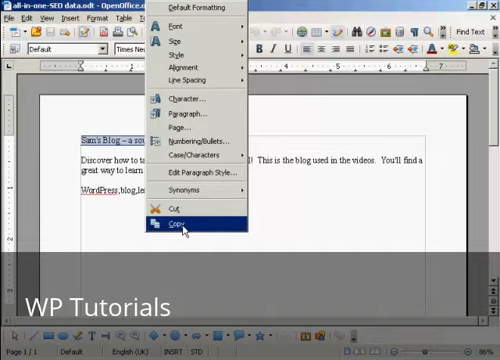 all-in-one-SEO data.odt - OpenOffice.o
File Edit View Insert Format
Default
Times New
Find Text
Default Formatting
Font
Size
Style
Alignment
Line Spacing
Character...
Paragraph...
Page...
Numbering/Bullets...
Case/Characters
Edit Paragraph Style...
Synonyms
Cut
Copy
Sam's Blog – a
Discover how to
This is the blog used in the videos. You'll find a
great way to learn
WordPress,blog,
WP Tutorials
Page 1 / 1 Default English (UK) INSRT STD 86%